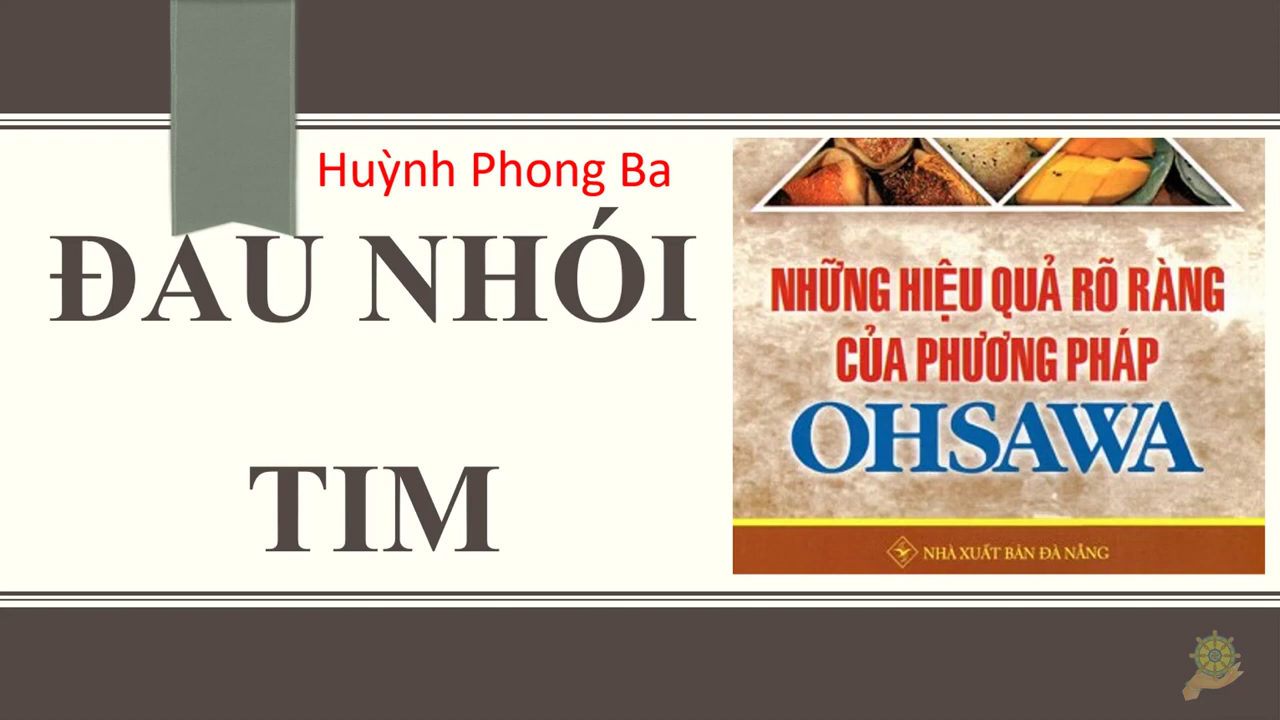 Huỳnh Phong Ba
ĐAU NHÓI
TIM
NHỮNG HIỆU QUẢ RÕ RÀNG
CỦA PHƯƠNG PHÁP
OHSAWA
NHÀ XUẤT BẢN ĐÀ NẴNG